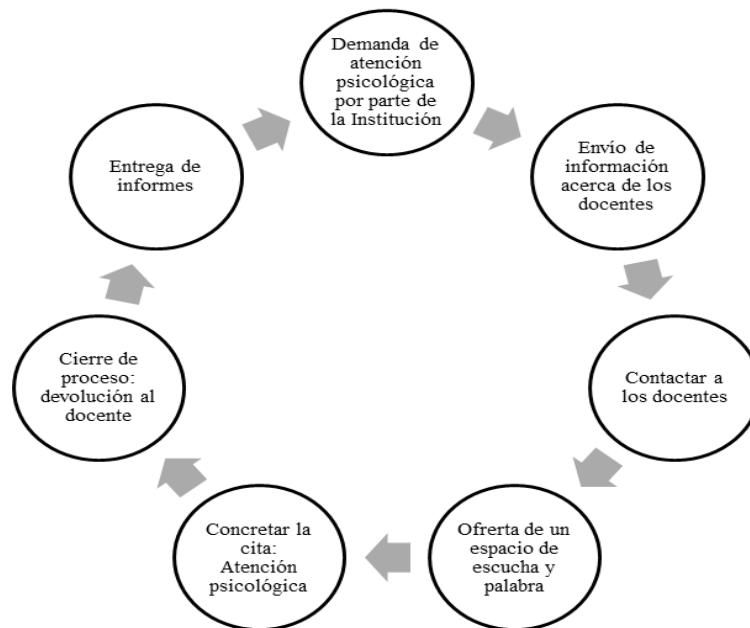 Demanda de
atención
psicológica
por parte de
la Institución
Envío de
información
acerca de los
docentes
Contactar a
los docentes
Ofrerta de un
espacio de
escucha y
palabra
Concretar la
cita:
Atención
psicológica
Cierre de
proceso:
devolución al
docente
Entrega de
informes